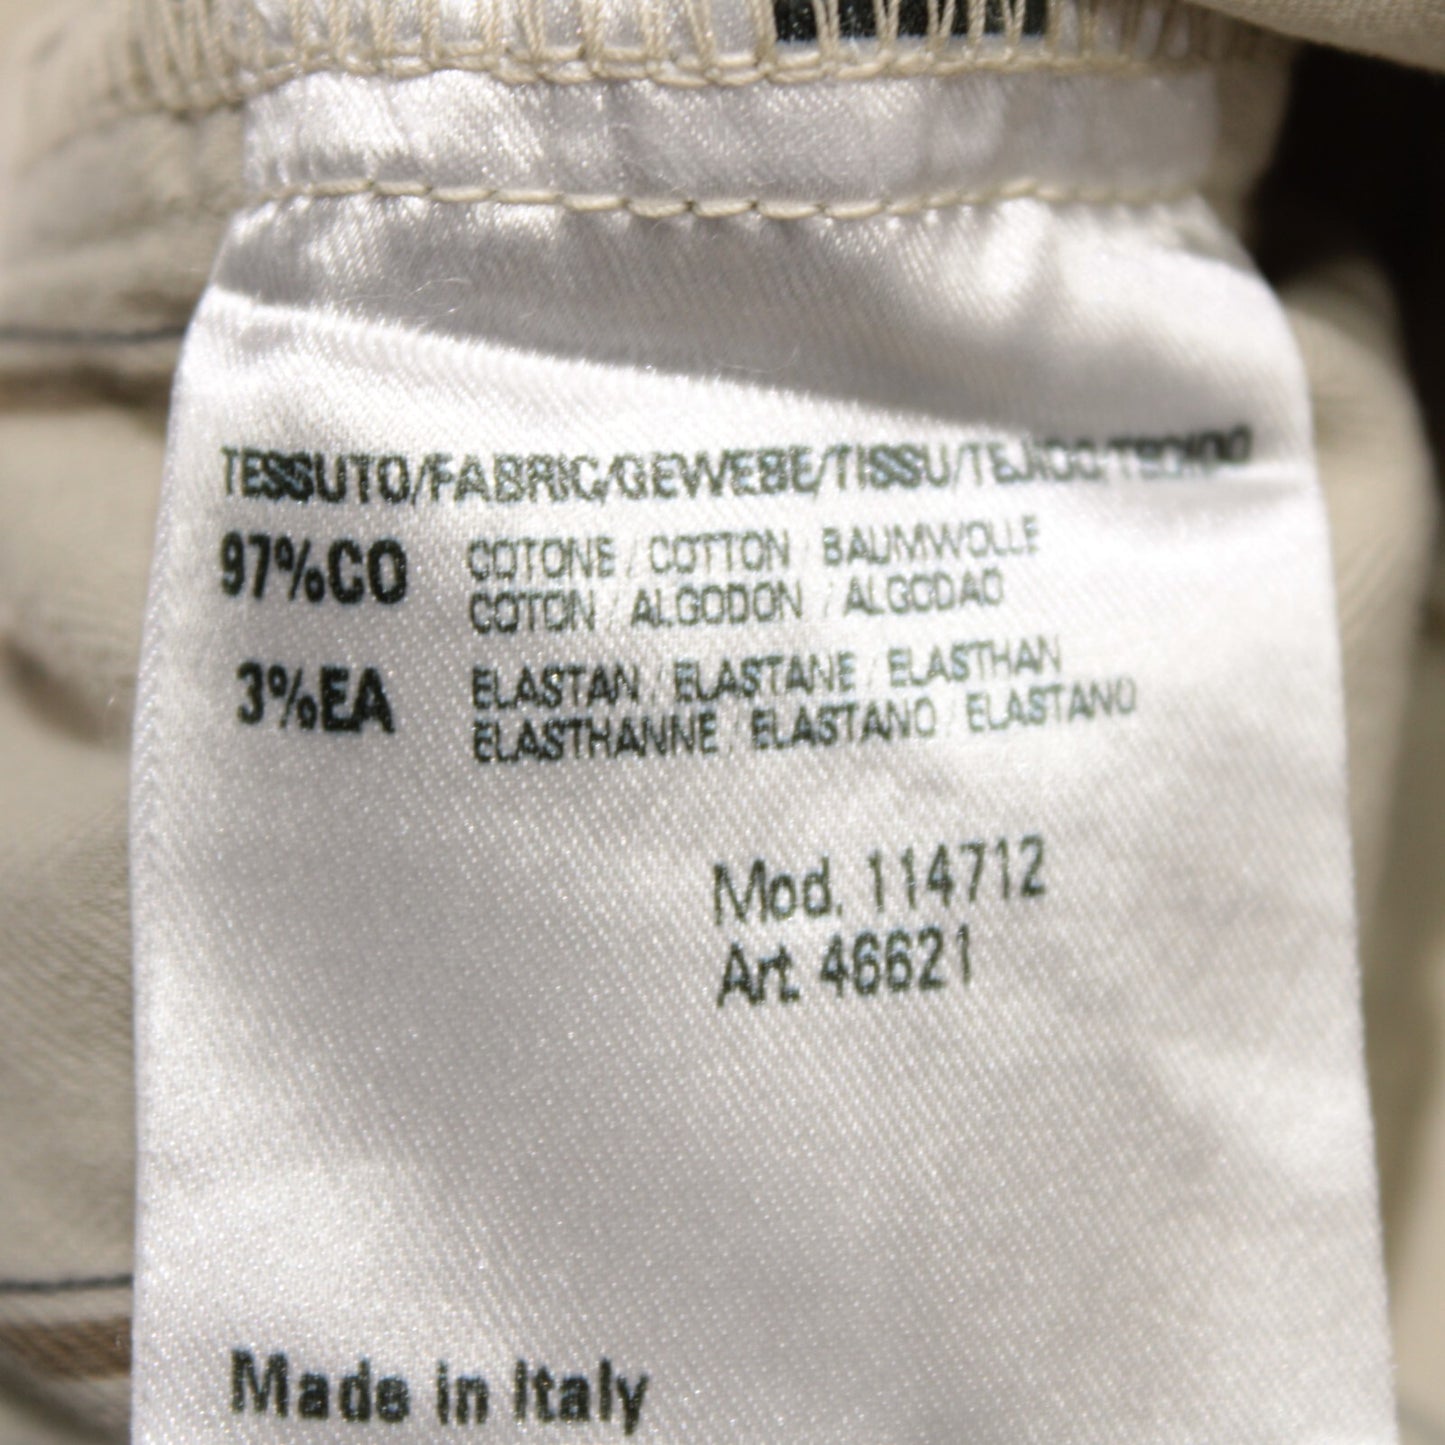 TESSUTO/FABRIC/GEWEBE/TISSU/TEJIDO/TECIDO
97%CO COTONE / COTTON / BAUMWOLLE
COTON / ALGODON / ALGODAO
3%EA ELASTAN / ELASTANE / ELASTHAN
ELASTHANNE / ELASTANO / ELASTANO
Mod. 114712
Art. 46621
Made in Italy